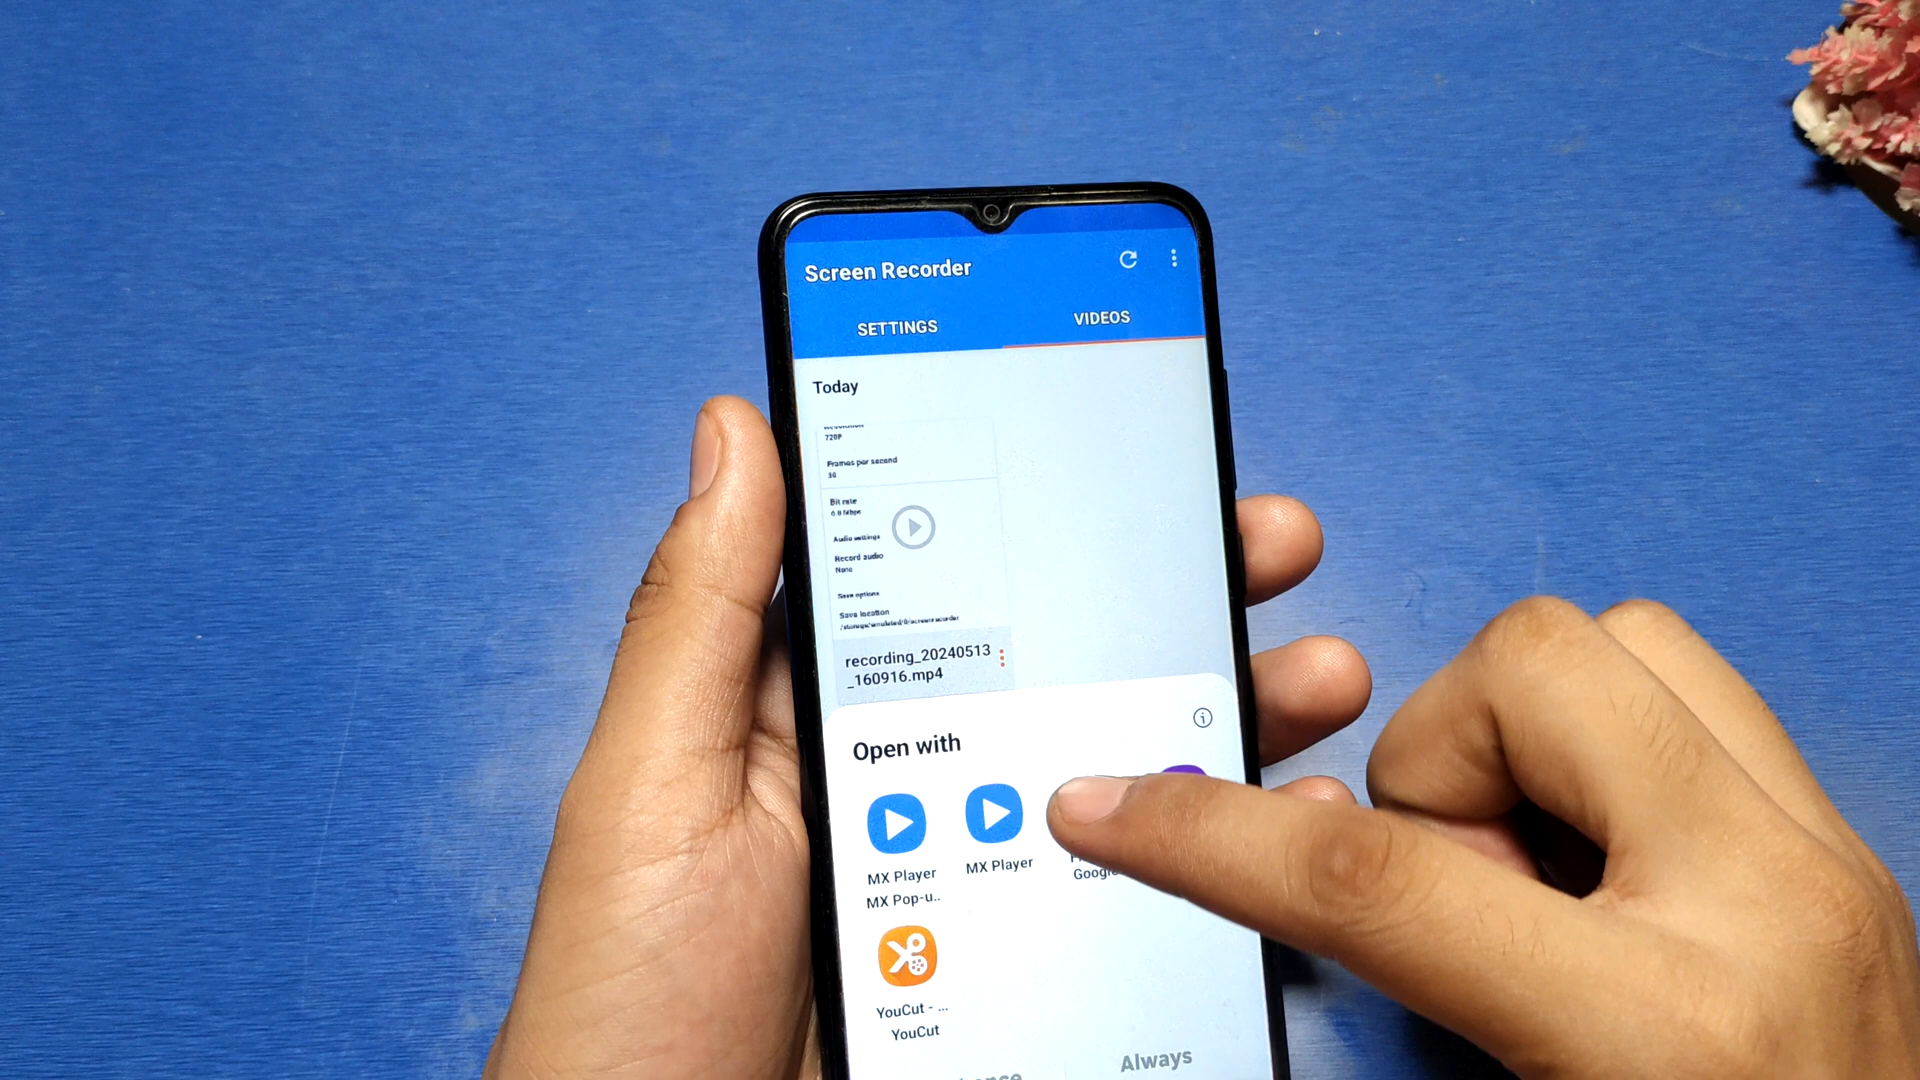 Screen Recorder
SETTINGS
VIDEOS
Today
720P
Frames per second
30
Bit rate
Audio settings
Record audio
None
Save options
Save location
/storage/emulated/0/screenrecorder
recording_20240513
_160916.mp4
Open with
MX Player
MX Pop-u..
MX Player
Google
YouCut - ...
YouCut
Always